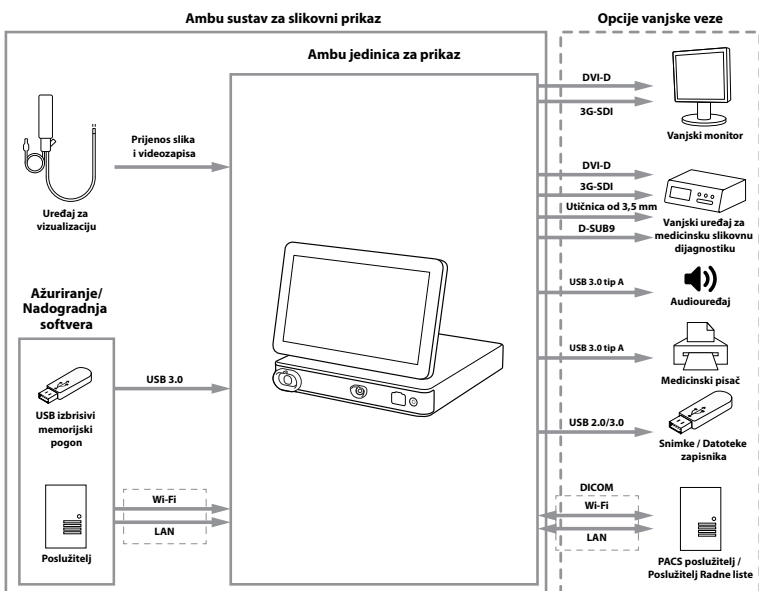 Ambu sustav za slikovni prikaz
Opcije vanjske veze
Ambu jedinica za prikaz
Prijenos slika
i videozapisa
Uređaj za
vizualizaciju
Ažuriranje/
Nadogradnja
softvera
USB 3.0
USB izbrisivi
memorijski
pogon
Wi-Fi
LAN
Poslužitelj
DVI-D
3G-SDI
Vanjski monitor
DVI-D
3G-SDI
Utičnica od 3,5 mm
D-SUB9
Vanjski uređaj za
medicinsku slikovnu
dijagnostiku
USB 3.0 tip A
Audiouređaj
USB 3.0 tip A
Medicinski pisač
USB 2.0/3.0
Snimke / Datoteke
zapisnika
DICOM
Wi-Fi
LAN
PACS poslužitelj /
Poslužitelj Radne liste